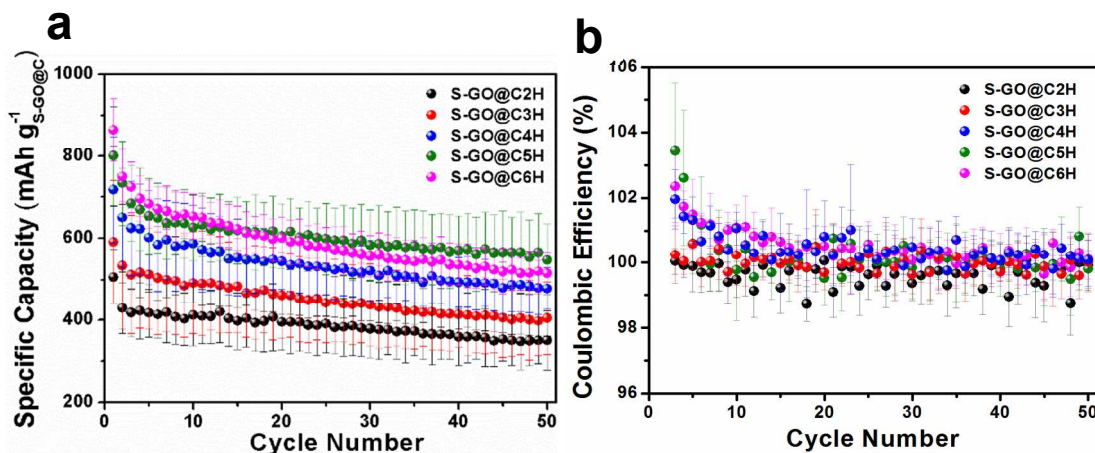 a
1000
800
600
400
200
0
10
20
30
40
50
Specific Capacity (mAh g⁻¹S-GO@C)
Cycle Number
S-GO@C2H
S-GO@C3H
S-GO@C4H
S-GO@C5H
S-GO@C6H
b
106
104
102
100
98
96
0
10
20
30
40
50
Coulombic Efficiency (%)
Cycle Number
S-GO@C2H
S-GO@C3H
S-GO@C4H
S-GO@C5H
S-GO@C6H